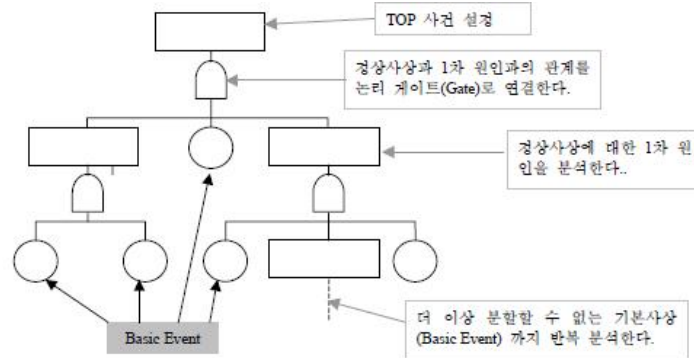 TOP 사건 설정
경상사상과 1차 원인과의 관계를
논리 게이트(Gate)로 연결한다.
경상사상에 대한 1차 원
인을 분석한다..
더 이상 분할할 수 없는 기본사상
(Basic Event) 까지 반복 분석한다.
Basic Event